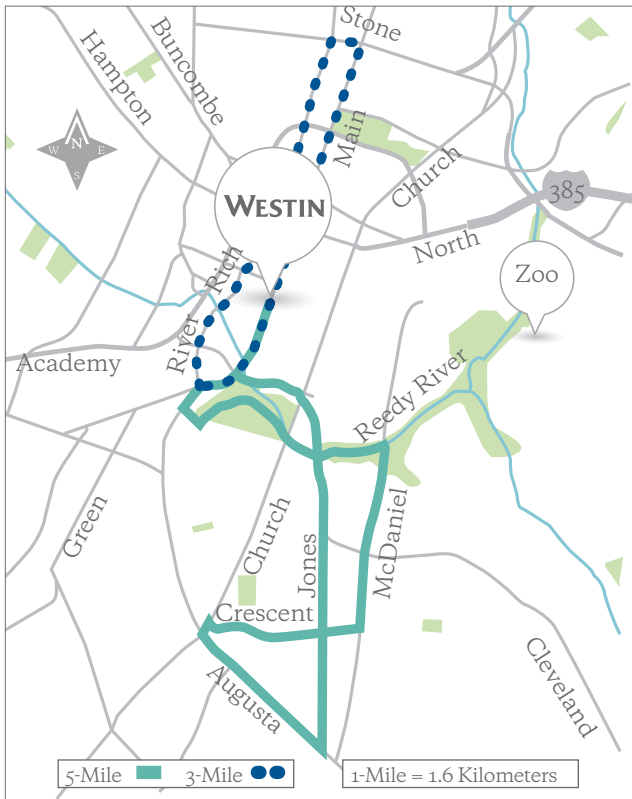 Stone
Hampton
Buncombe
Main
N
W E
S
Church
WESTIN
385
North
Rich
Zoo
River
Academy
Reedy River
Green
Church
Jones
McDaniel
Crescent
Augusta
Cleveland
5-Mile 3-Mile 1-Mile = 1.6 Kilometers